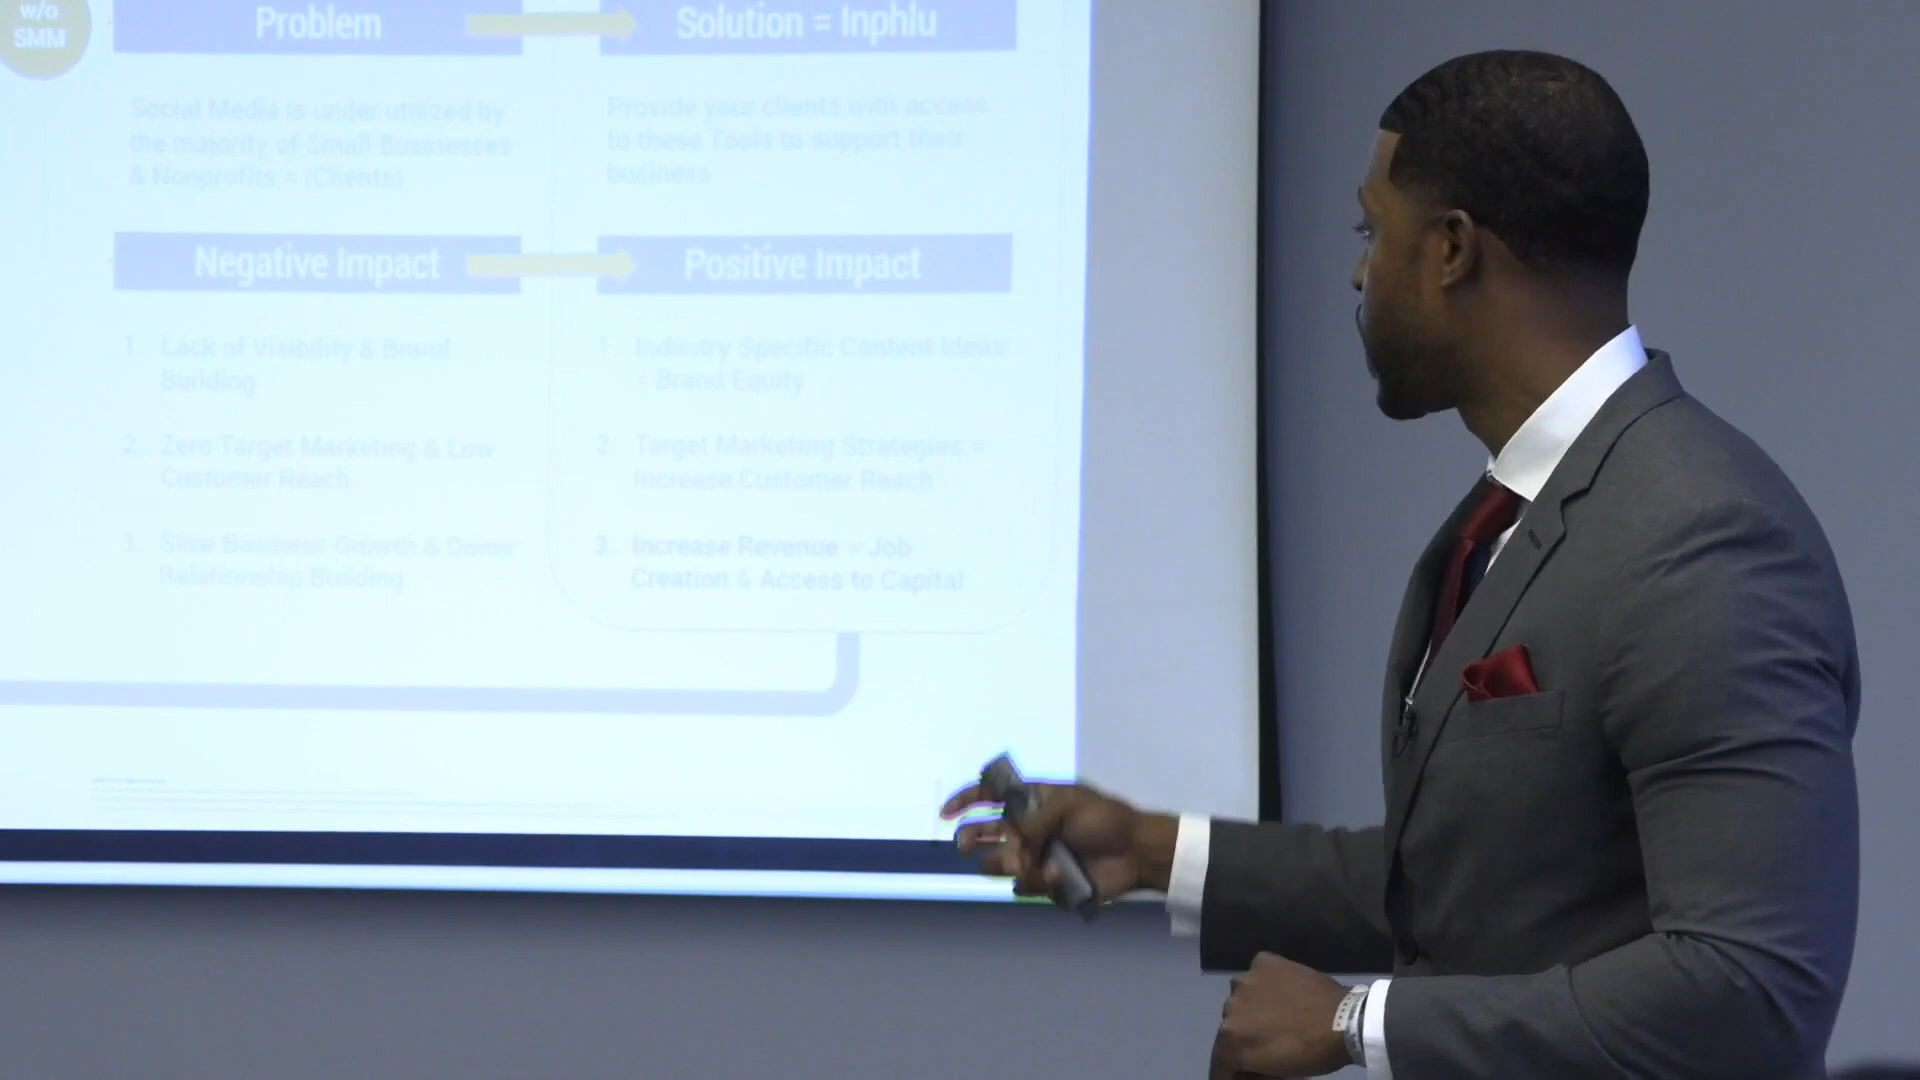 w/o
SMM
Problem
Solution = Inphlu
Social Media is under utilized by
the majority of Small Businesses
& Nonprofits = (Clients)
Provide your clients with access
to these Tools to support their
business
Negative Impact
Positive Impact
1. Lack of Visibility & Brand
Building
2. Zero Target Marketing & Low
Customer Reach
3. Slow Business Growth & Donor
Relationship Building
1. Industry Specific Content Ideas
= Brand Equity
2. Target Marketing Strategies =
Increase Customer Reach
3. Increase Revenue = Job
Creation & Access to Capital